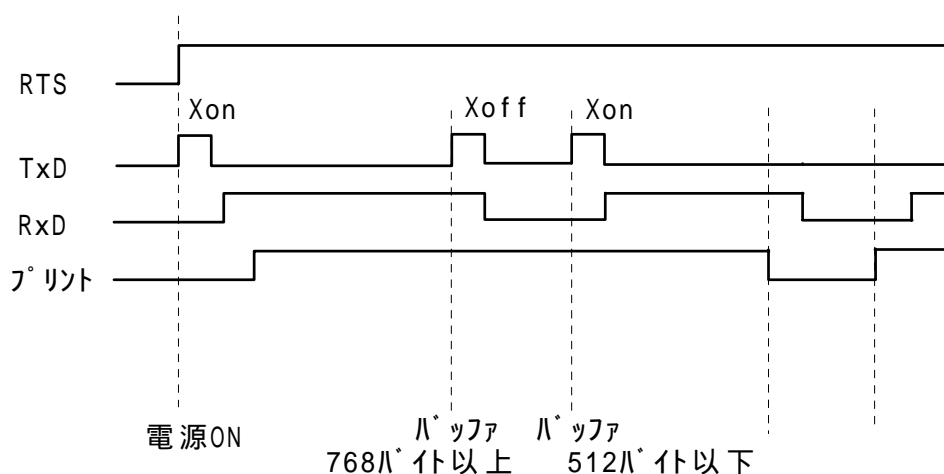 RTS
Xon Xoff Xon
TxD
RxD
プリント
電源ON
バッファ バッファ
768バイト以上 512バイト以下